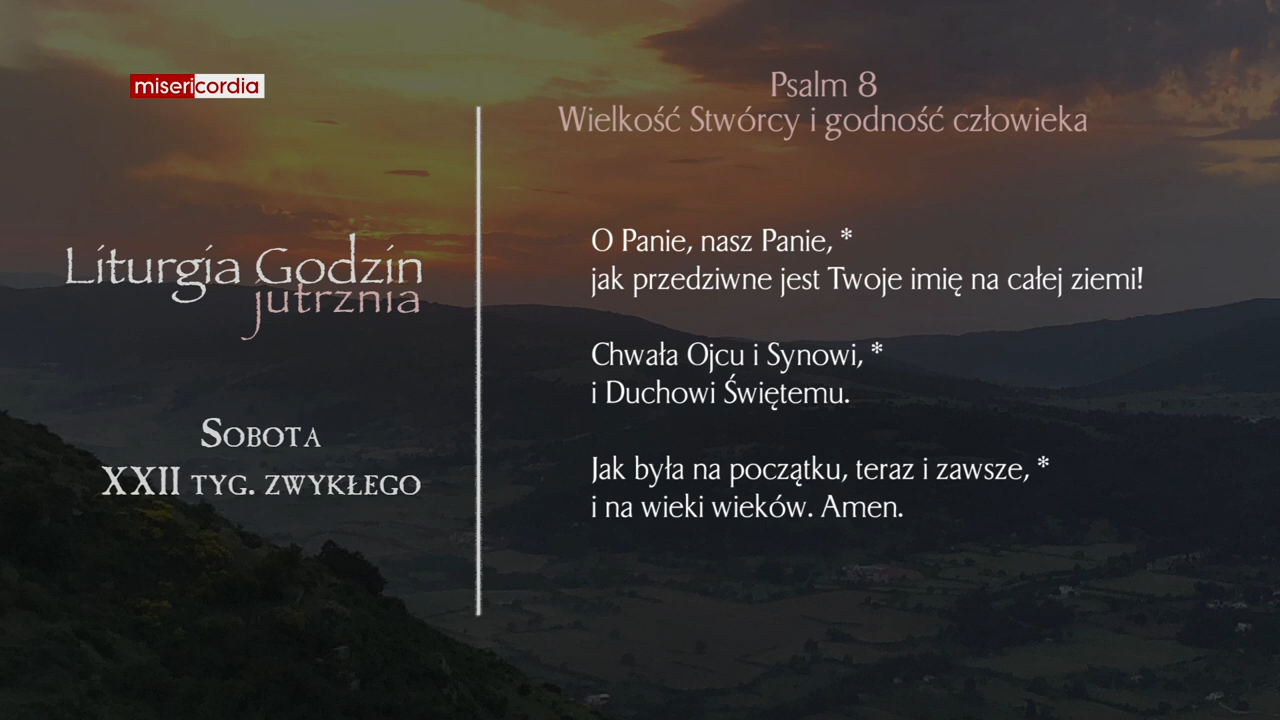 misericordia
Liturgia Godzin
jutrznia
Sobota
XXII tyg. zwykłego
Psalm 8
Wielkość Stwórcy i godność człowieka
O Panie, nasz Panie, *
jak przedziwne jest Twoje imię na całej ziemi!
Chwała Ojcu i Synowi, *
i Duchowi Świętemu.
Jak była na początku, teraz i zawsze, *
i na wieki wieków. Amen.